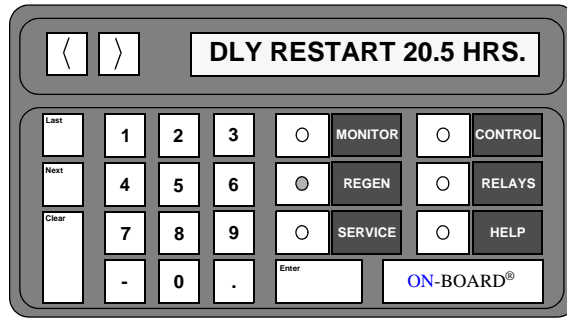 〈 〉 DLY RESTART 20.5 HRS.
Last 1 2 3 MONITOR CONTROL
Next 4 5 6 REGEN RELAYS
Clear 7 8 9 SERVICE HELP
- 0 . Enter ON-BOARD®